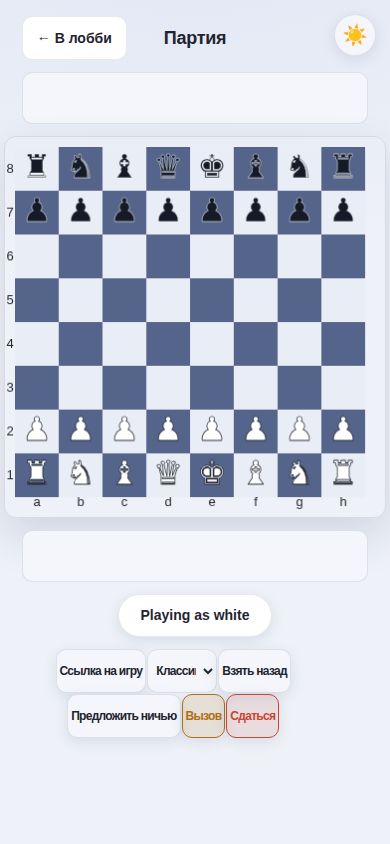 ← В лобби
Партия
8
7
6
5
4
3
2
1
a b c d e f g h
Playing as white
Ссылка на игру
Класси
Взять назад
Предложить ничью
Вызов
Сдаться